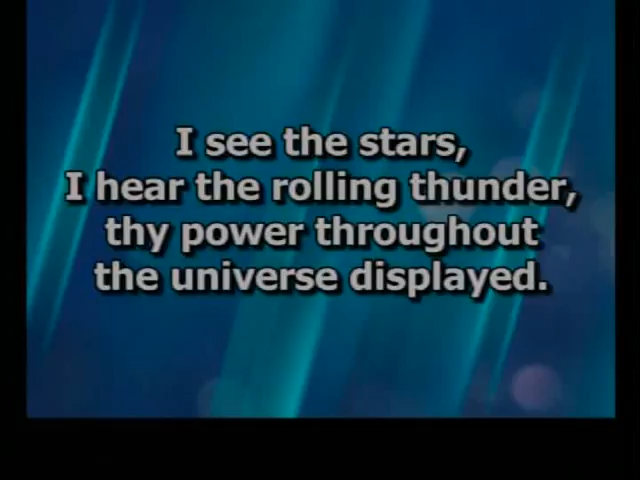 I see the stars,
I hear the rolling thunder,
thy power throughout
the universe displayed.